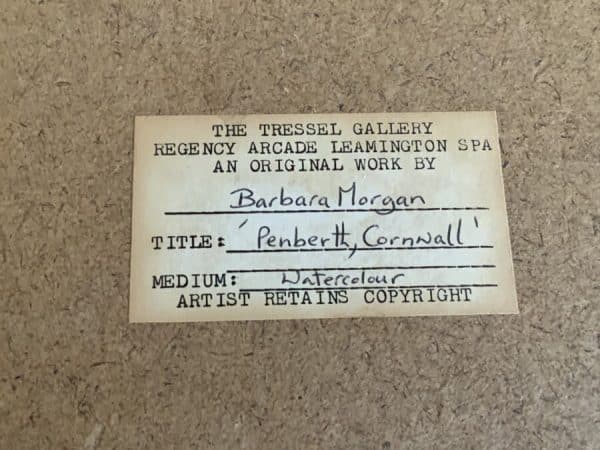 THE TRESSEL GALLERY
REGENCY ARCADE LEAMINGTON SPA
AN ORIGINAL WORK BY
Barbara Morgan
TITLE: 'Penberth, Cornwall'
MEDIUM: Watercolour
ARTIST RETAINS COPYRIGHT